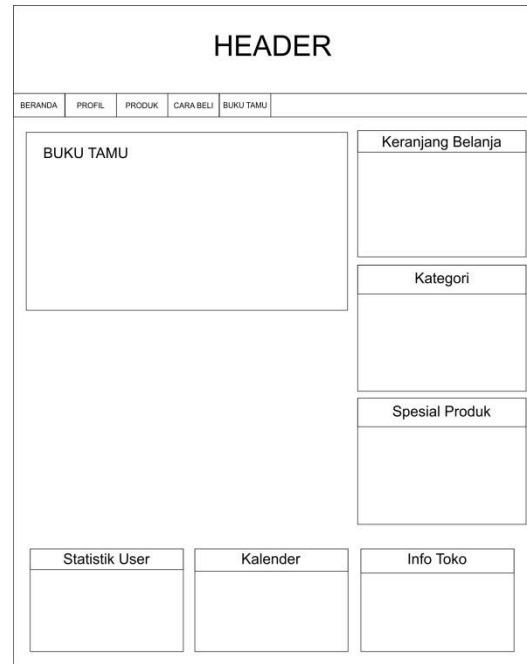 HEADER
BERANDA PROFIL PRODUK CARA BELI BUKU TAMU
BUKU TAMU
Keranjang Belanja
Kategori
Spesial Produk
Statistik User
Kalender
Info Toko